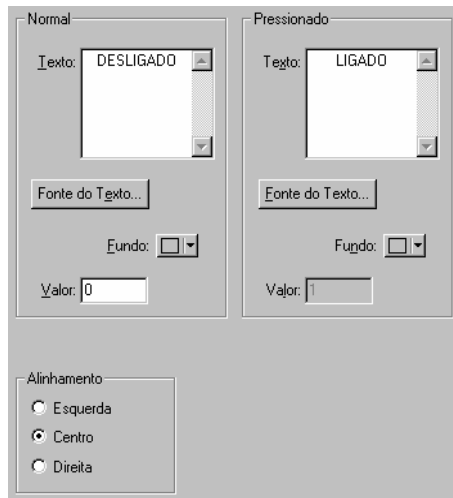 Normal
Texto: DESLIGADO
Fonte do Texto...
Fundo:
Valor: 0
Pressionado
Texto: LIGADO
Fonte do Texto...
Fundo:
Valor: 1
Alinhamento
Esquerda
Centro
Direita